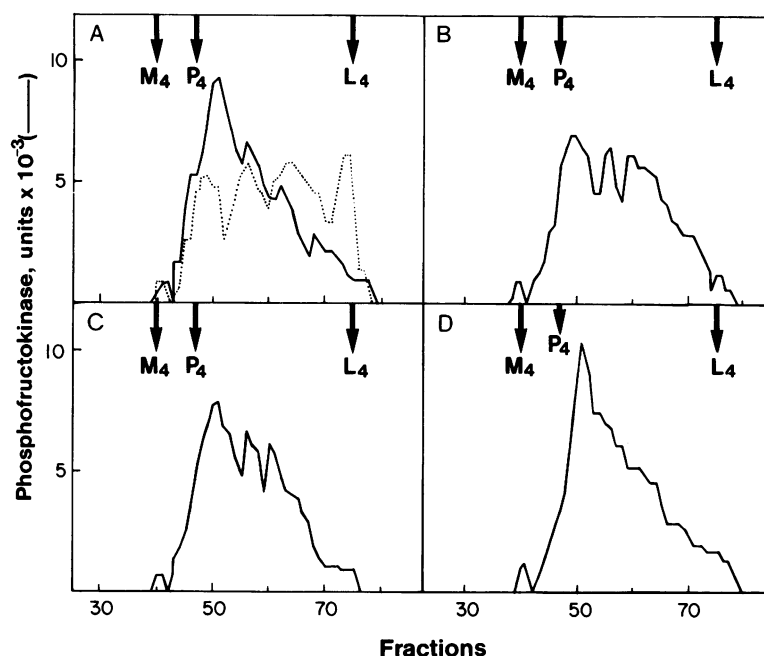 A
B
10
5
M4
P4
L4
M4
P4
L4
C
D
10
5
M4
P4
L4
M4
P4
L4
30
50
70
30
50
70
Phosphofructokinase, units x 10⁻³(——)
Fractions